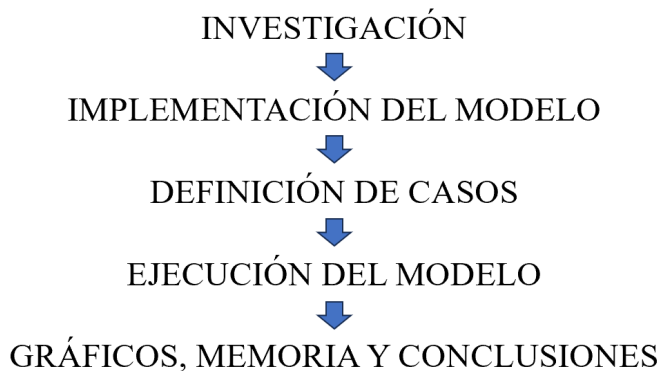 INVESTIGACIÓN
IMPLEMENTACIÓN DEL MODELO
DEFINICIÓN DE CASOS
EJECUCIÓN DEL MODELO
GRÁFICOS, MEMORIA Y CONCLUSIONES